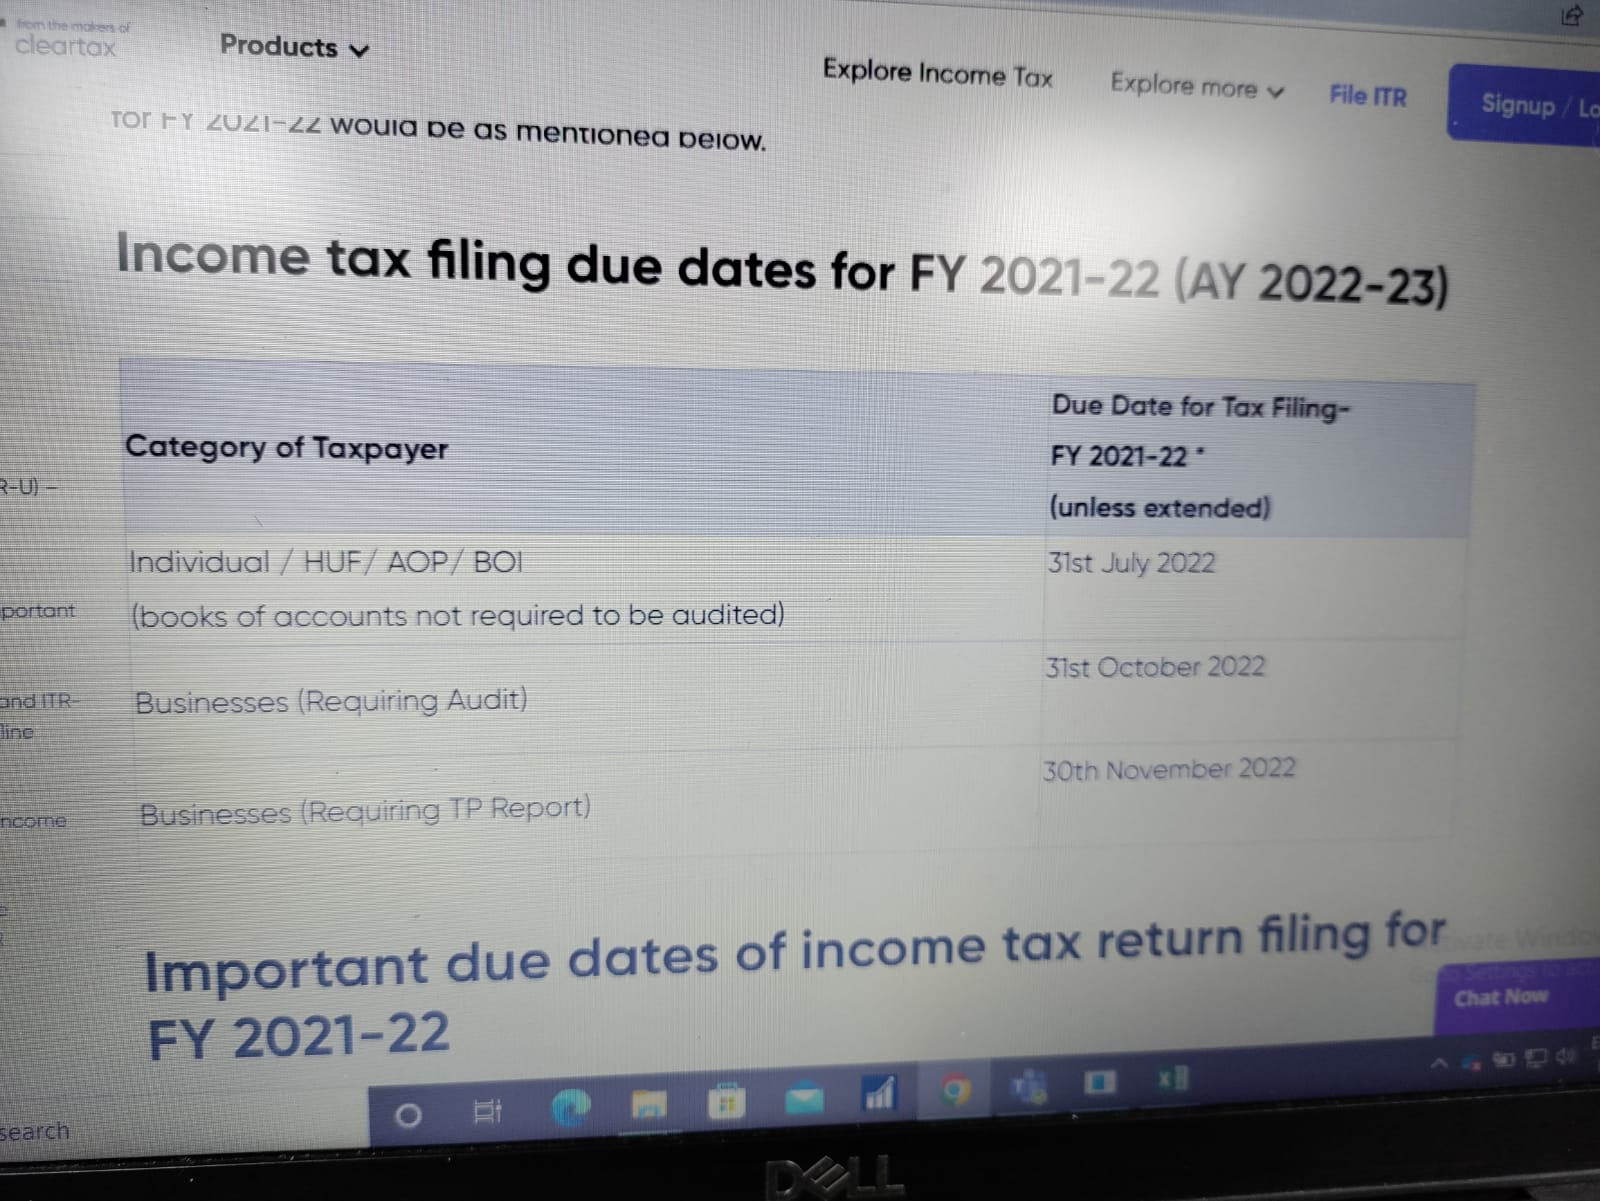 from the makers of
cleartax
Products
Explore Income Tax
Explore more
File ITR
Signup / Lo
for FY 2021-22 would be as mentioned below.
Income tax filing due dates for FY 2021-22 (AY 2022-23)
Category of Taxpayer
Due Date for Tax Filing-
FY 2021-22 *
(unless extended)
R-U) –
Individual / HUF/ AOP/ BOI
31st July 2022
portant
(books of accounts not required to be audited)
31st October 2022
and ITR-
line
Businesses (Requiring Audit)
30th November 2022
ncome
Businesses (Requiring TP Report)
Important due dates of income tax return filing for
FY 2021-22
vate Windo
Settings to
Chat Now
search
DELL